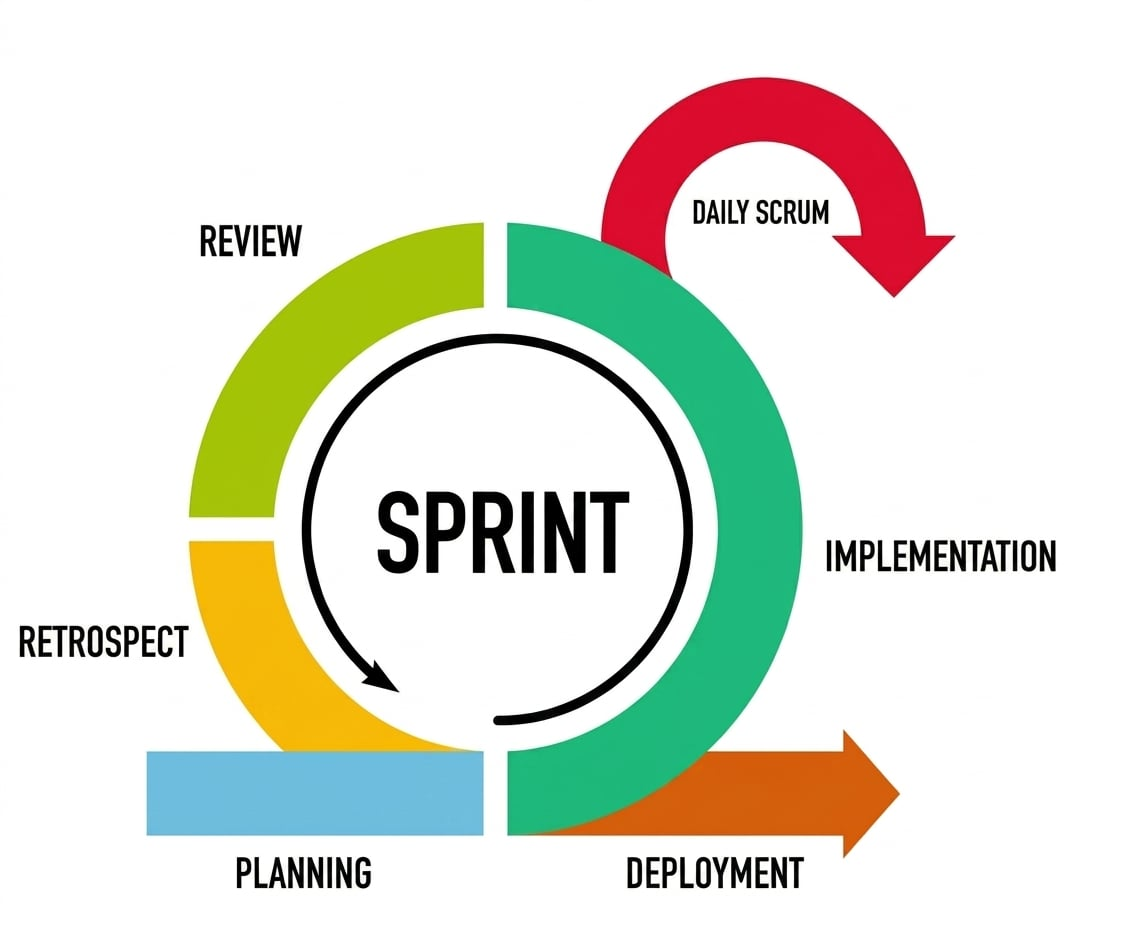 DAILY SCRUM
REVIEW
SPRINT
IMPLEMENTATION
RETROSPECT
PLANNING
DEPLOYMENT